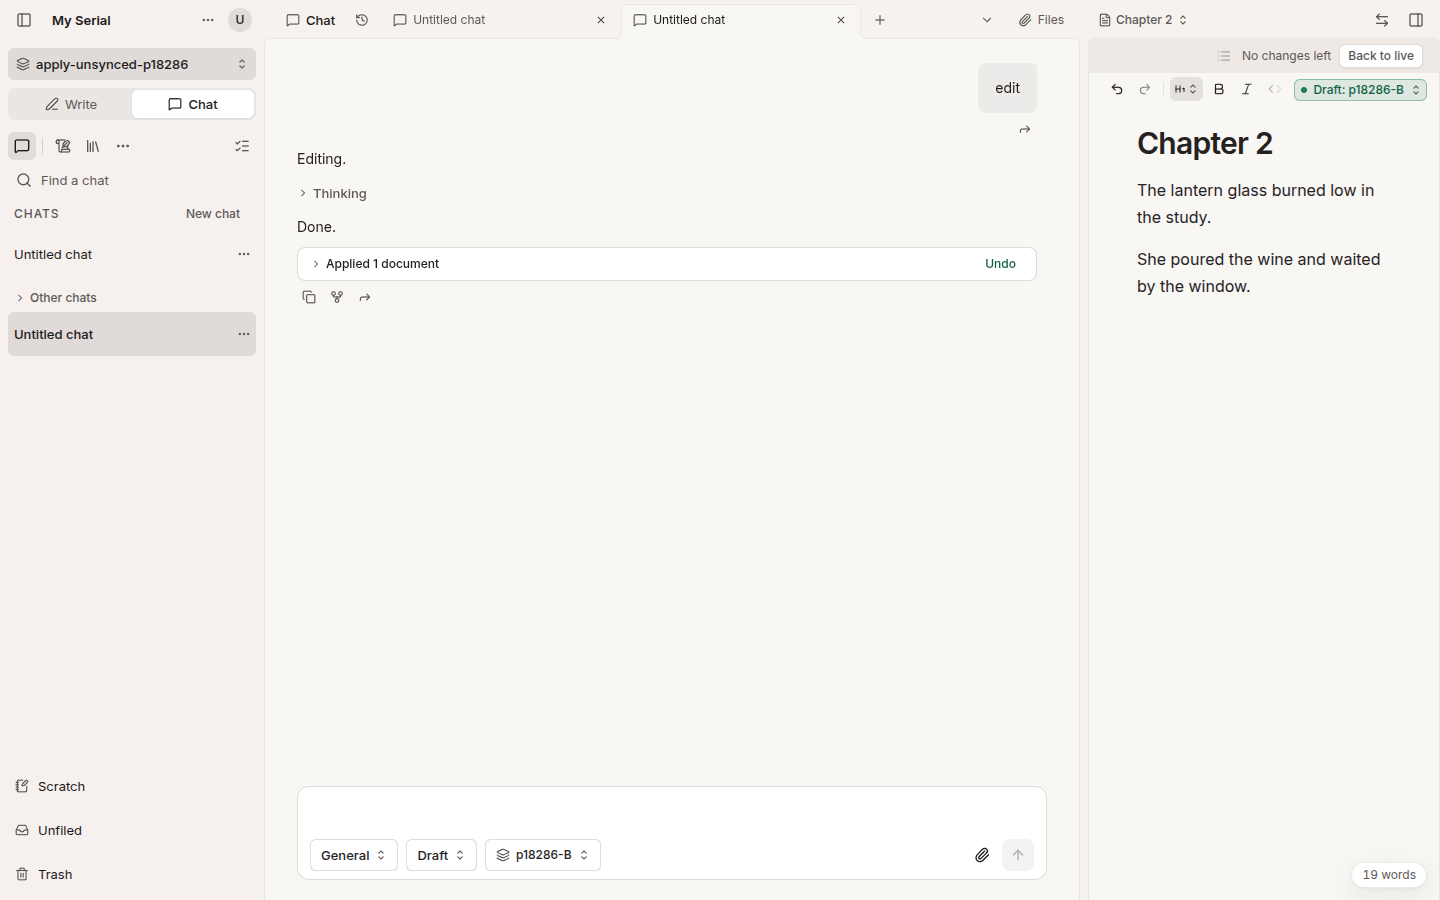 My Serial
U
apply-unsynced-p18286
Write
Chat
Find a chat
CHATS
New chat
Untitled chat
Other chats
Untitled chat
Scratch
Unfiled
Trash
Chat
Untitled chat
Untitled chat
Files
edit
Editing.
Thinking
Done.
Applied 1 document
Undo
General
Draft
p18286-B
Chapter 2
No changes left
Back to live
H1
Draft: p18286-B
Chapter 2
The lantern glass burned low in
the study.
She poured the wine and waited
by the window.
19 words